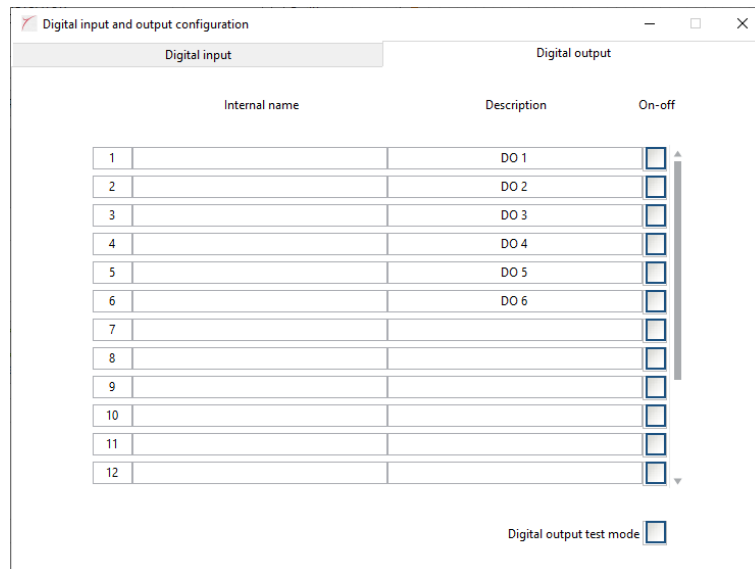 Digital input and output configuration
Digital input Digital output
Internal name Description On-off
1 DO 1
2 DO 2
3 DO 3
4 DO 4
5 DO 5
6 DO 6
7
8
9
10
11
12
Digital output test mode